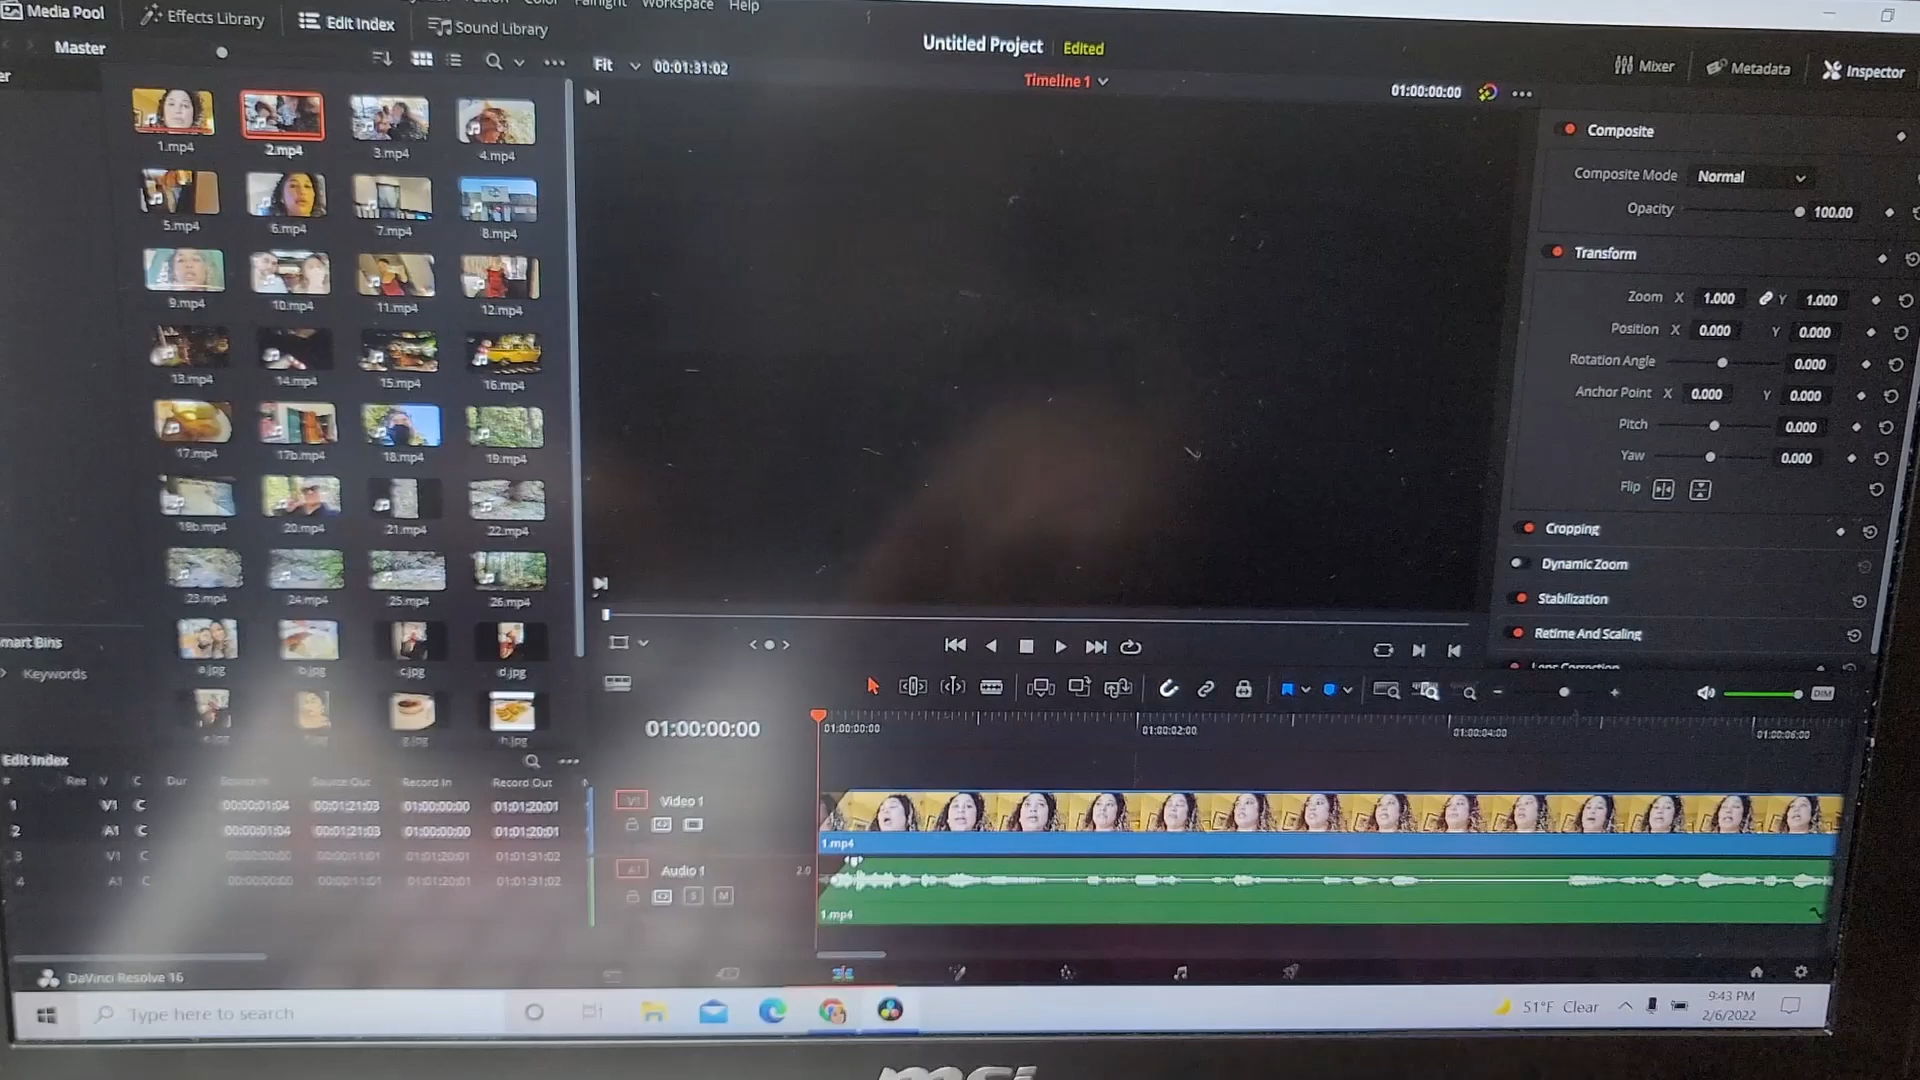 Media Pool
Effects Library
Edit Index
Sound Library
Color
Fairlight
Workspace
Help
Untitled Project
Edited
Mixer
Metadata
Inspector
Master
Fit
00:01:31:02
Timeline 1
01:00:00:00
1.mp4
2.mp4
3.mp4
4.mp4
5.mp4
6.mp4
7.mp4
8.mp4
9.mp4
10.mp4
11.mp4
12.mp4
13.mp4
14.mp4
15.mp4
16.mp4
17.mp4
17b.mp4
18.mp4
19.mp4
19b.mp4
20.mp4
21.mp4
22.mp4
23.mp4
24.mp4
25.mp4
26.mp4
a.jpg
b.jpg
c.jpg
d.jpg
g.jpg
h.jpg
mart Bins
Keywords
Composite
Composite Mode Normal
Opacity 100.00
Transform
Zoom X 1.000 Y 1.000
Position X 0.000 Y 0.000
Rotation Angle 0.000
Anchor Point X 0.000 Y 0.000
Pitch 0.000
Yaw 0.000
Flip
Cropping
Dynamic Zoom
Stabilization
Retime And Scaling
Lens Correction
DIM
01:00:00:00
01:00:00:00
01:00:02:00
01:00:04:00
01:00:06:00
Edit Index
# Ree V C Dur Source In Source Out Record In Record Out
1 V1 C 00:00:01:04 00:01:21:03 01:00:00:00 01:01:20:01
2 A1 C 00:00:01:04 00:01:21:03 01:00:00:00 01:01:20:01
3 V1 C 00:00:00:00 00:00:11:01 01:01:20:01 01:01:31:02
4 A1 C 00:00:00:00 00:00:11:01 01:01:20:01 01:01:31:02
V1 Video 1
1.mp4
A1 Audio 1 2.0
S M
1.mp4
DaVinci Resolve 16
Type here to search
51°F Clear
9:43 PM
2/6/2022
msi